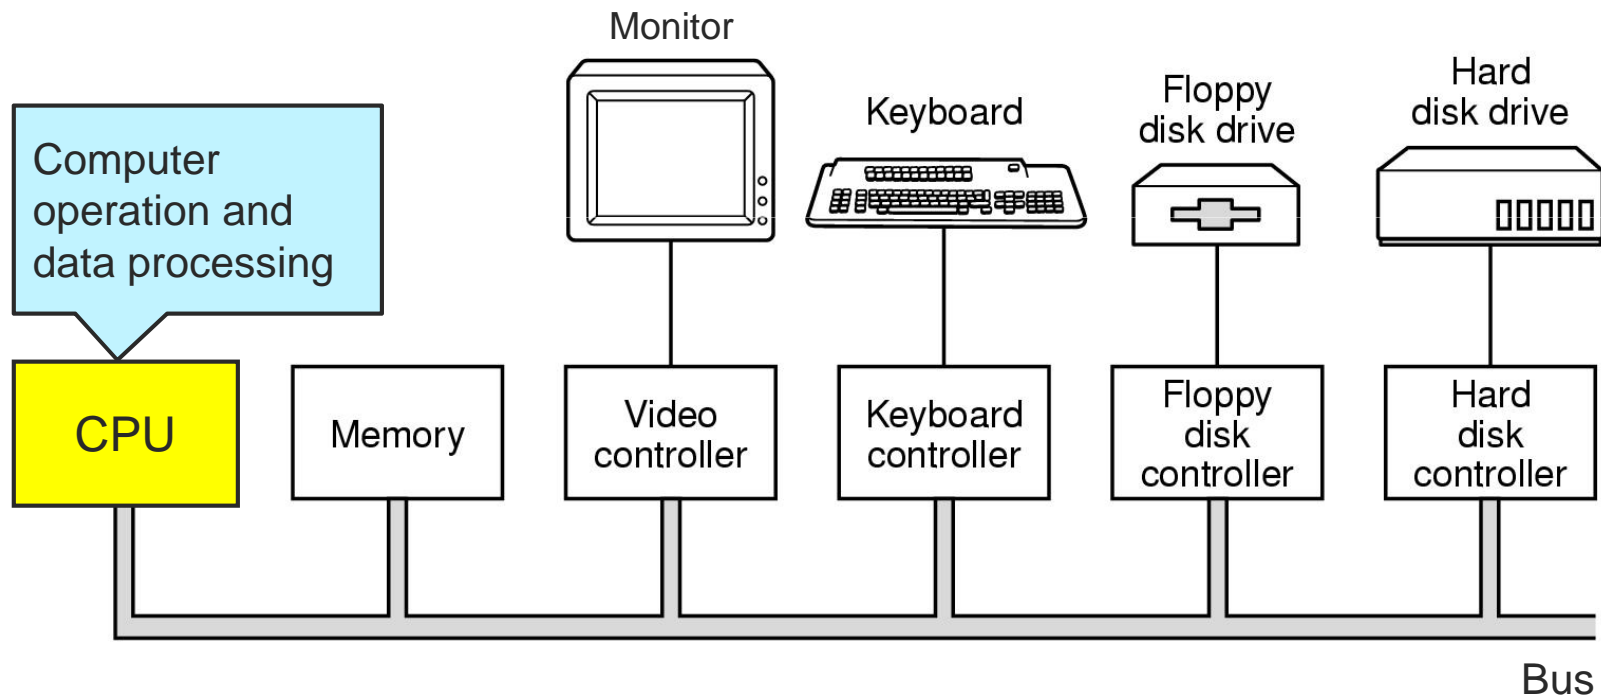 Monitor
Keyboard
Floppy
disk drive
Hard
disk drive
Computer
operation and
data processing
CPU
Memory
Video
controller
Keyboard
controller
Floppy
disk
controller
Hard
disk
controller
Bus